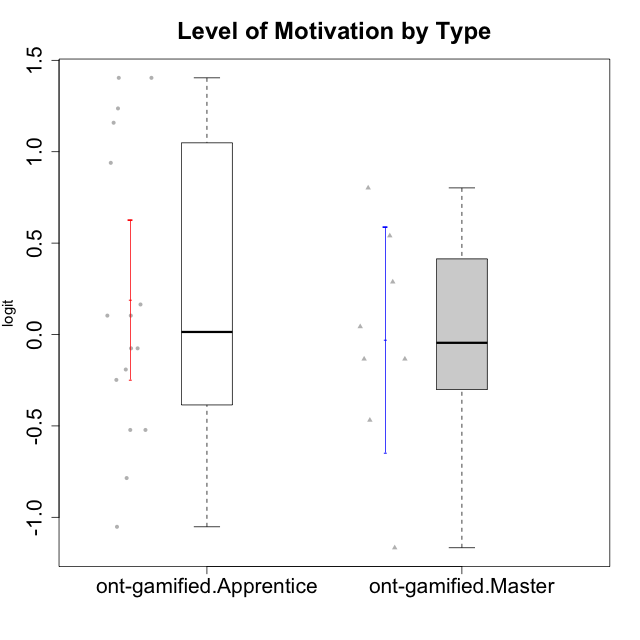 Level of Motivation by Type
logit
1.5
1.0
0.5
0.0
-0.5
-1.0
ont-gamified.Apprentice
ont-gamified.Master